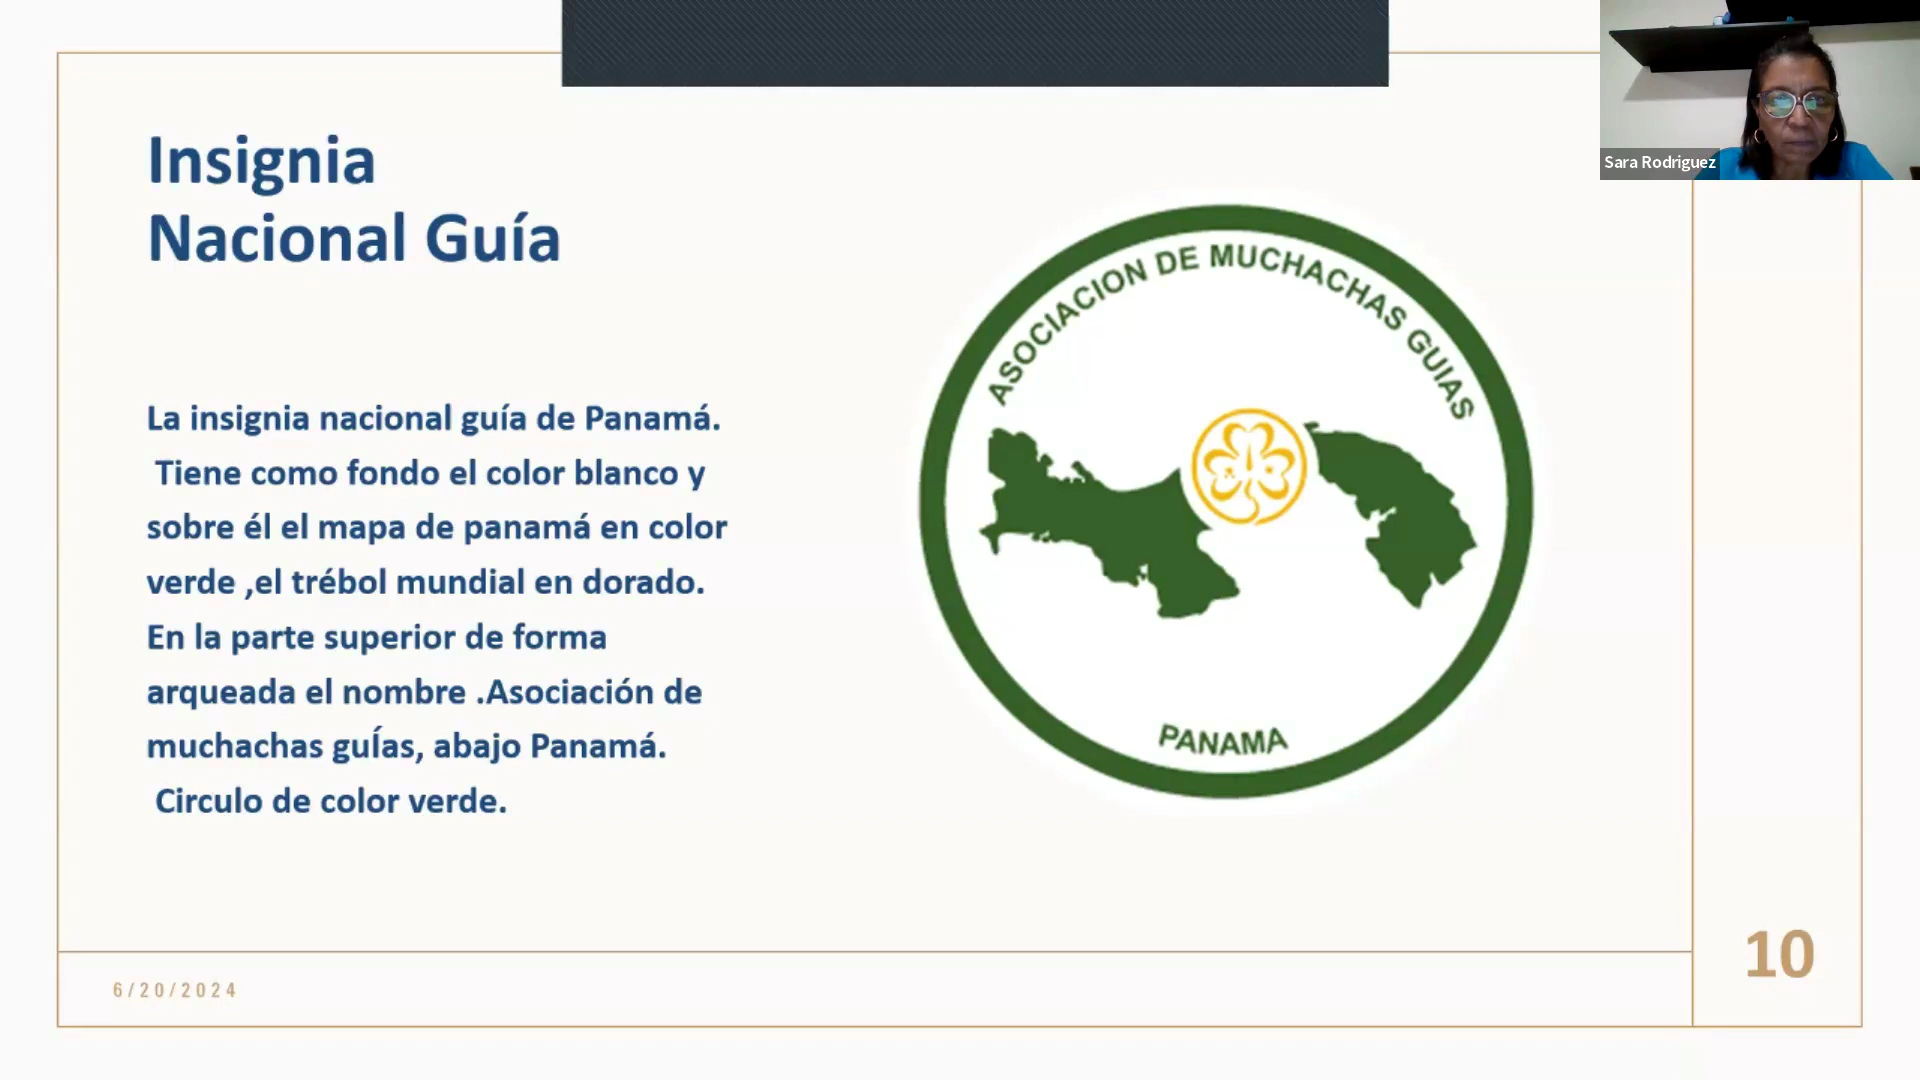 Insignia
Nacional Guía
La insignia nacional guía de Panamá.
Tiene como fondo el color blanco y
sobre él el mapa de panamá en color
verde ,el trébol mundial en dorado.
En la parte superior de forma
arqueada el nombre .Asociación de
muchachas guÍas, abajo Panamá.
Circulo de color verde.
ASOCIACION DE MUCHACHAS GUIAS
PANAMA
Sara Rodriguez
6/20/2024
10